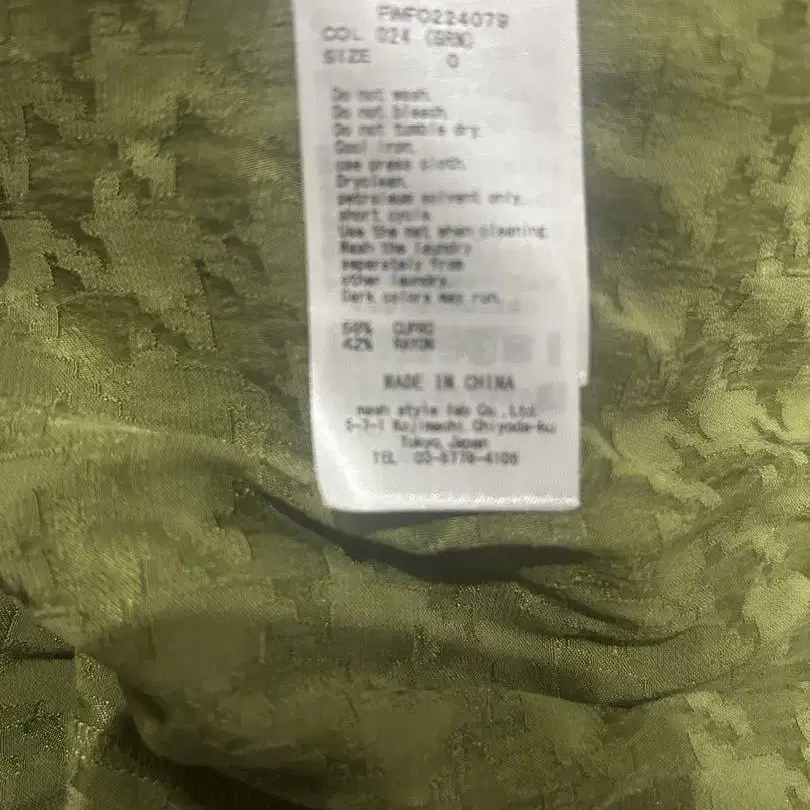 FWFO224079
COL 024 (GRN)
SIZE 0
Do not wash.
Do not bleach.
Do not tumble dry.
Cool iron.
use press cloth.
Dryclean.
petroleum solvent only.
short cycle
Use the net when cleaning.
Wash the laundry
separately from
other laundry.
Dark colors may run.
58% CUPRO
42% RAYON
MADE IN CHINA
mash style lab Co.,Ltd.
5-7-1 Kojimachi Chiyoda-ku
Tokyo Japan
TEL 03-6778-4108